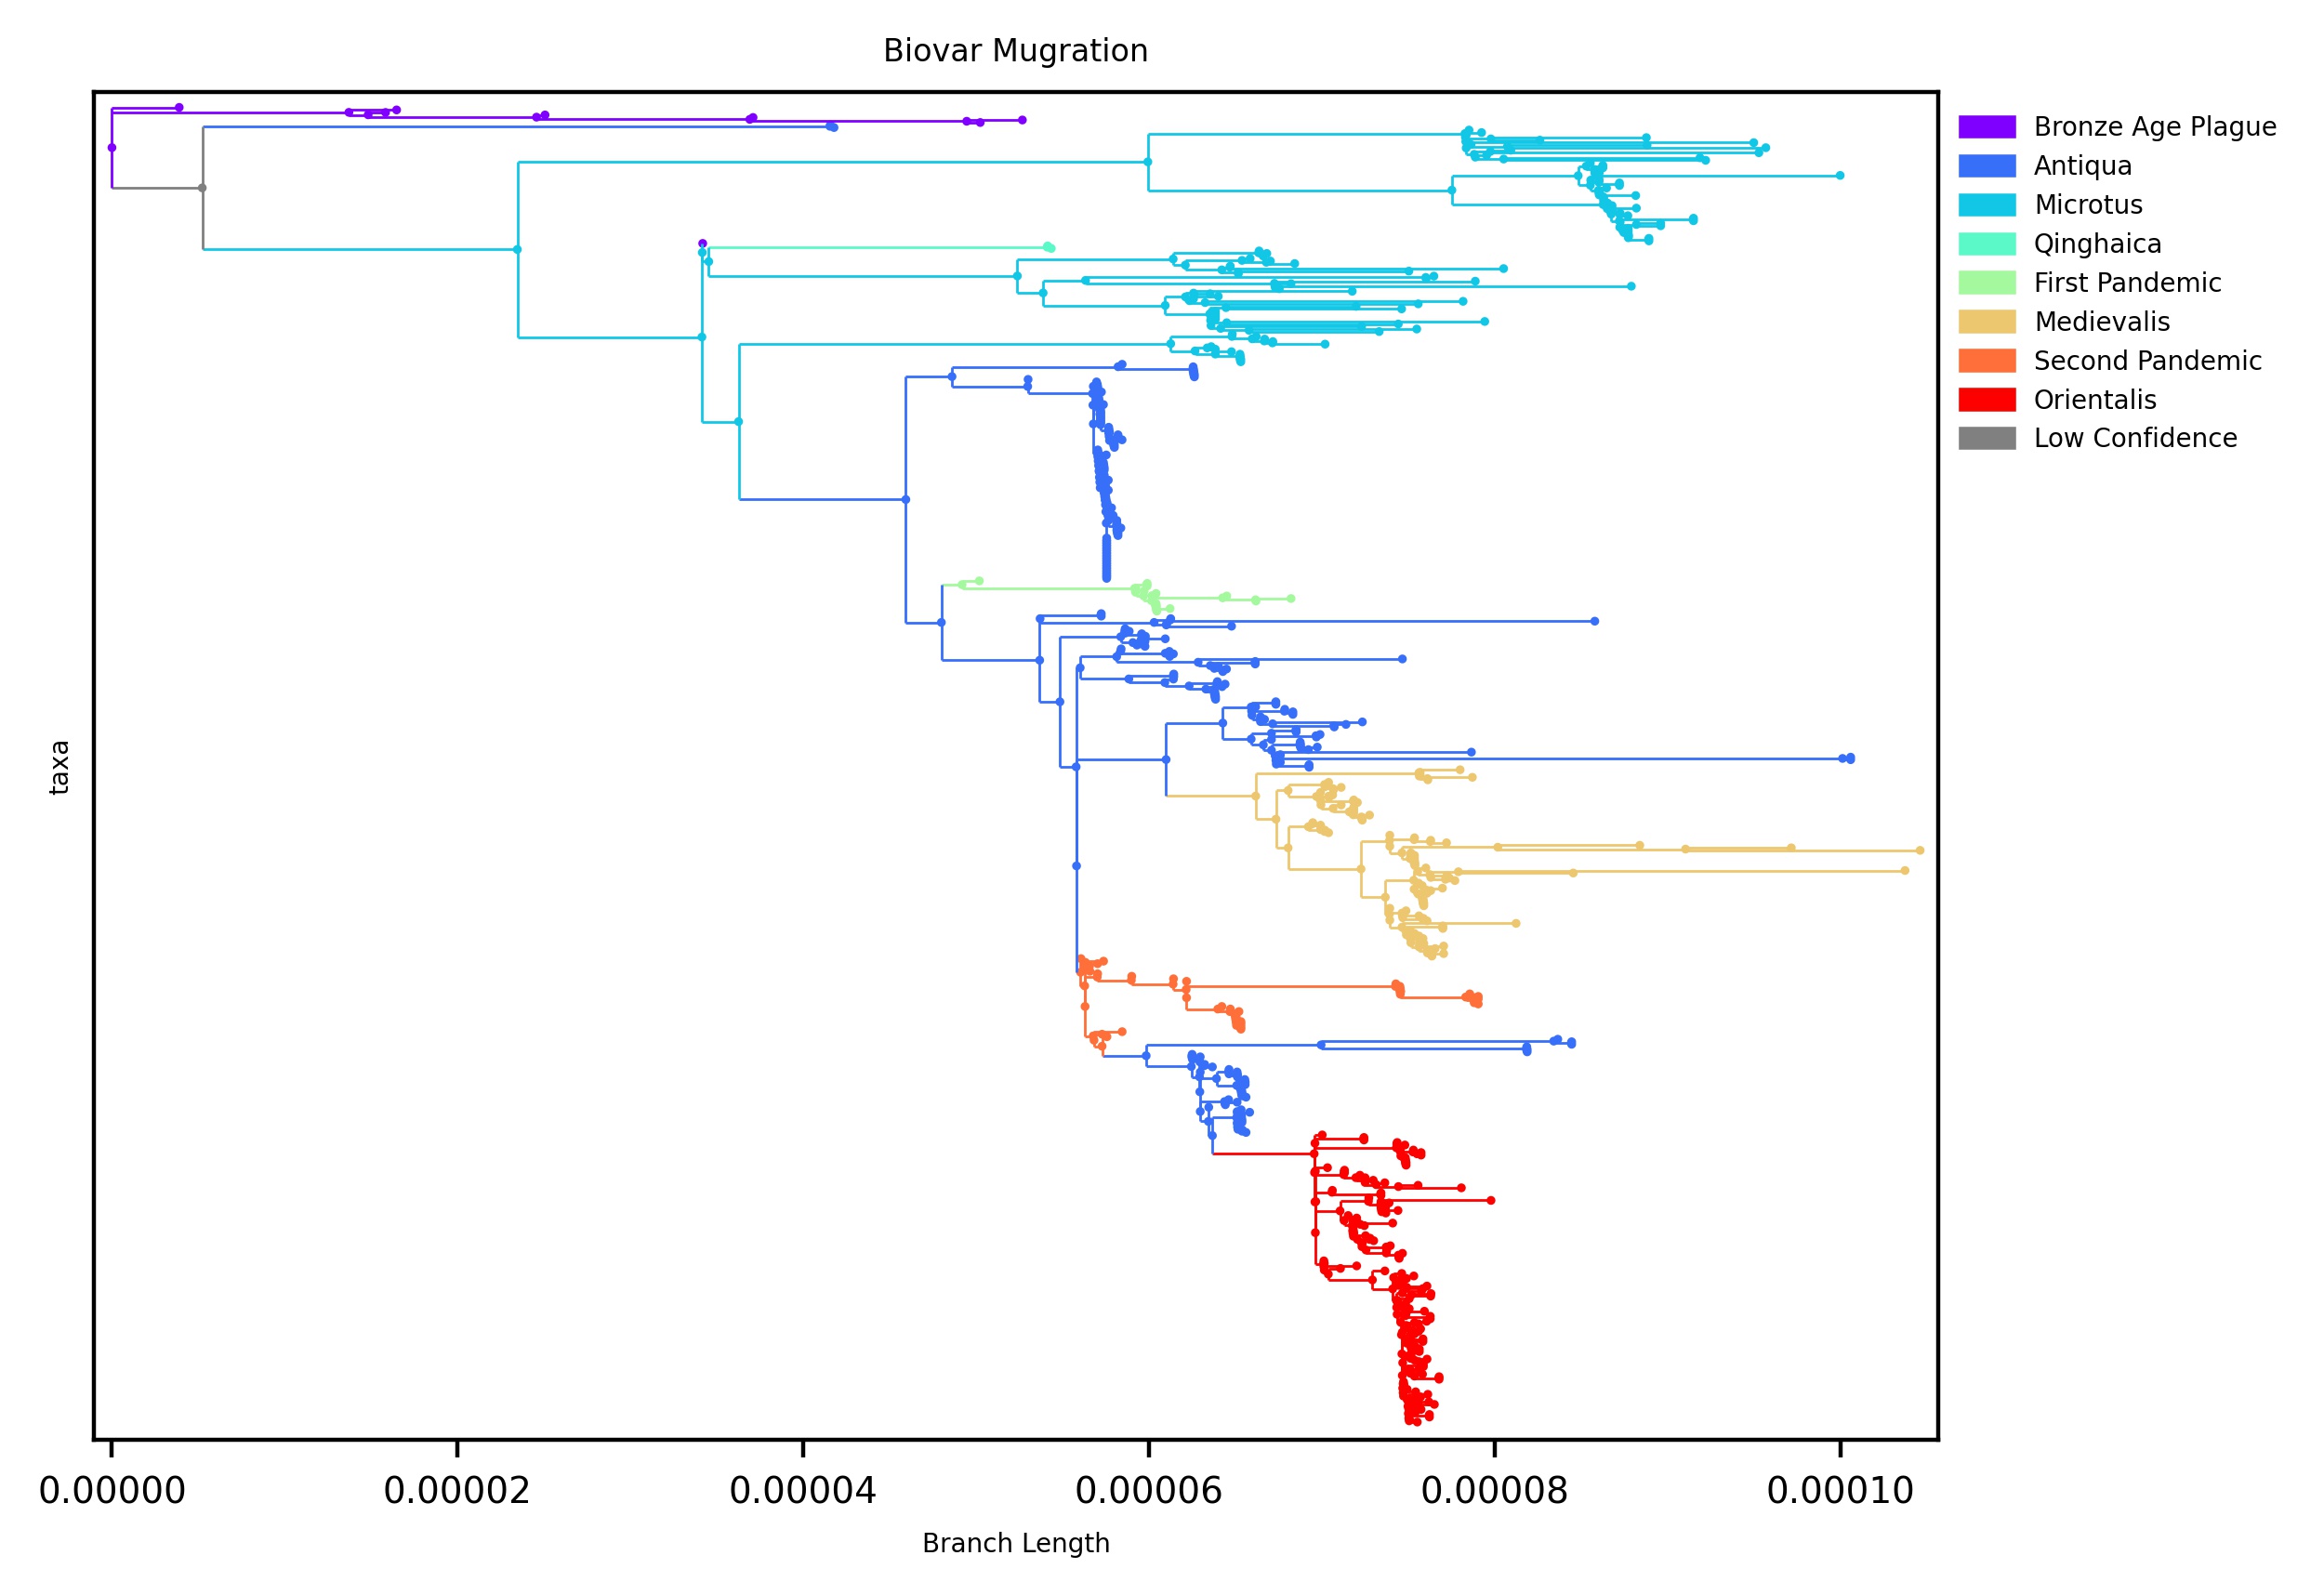 Biovar Mugration
Bronze Age Plague
Antiqua
Microtus
Qinghaica
First Pandemic
Medievalis
Second Pandemic
Orientalis
Low Confidence
taxa
0.00000 0.00002 0.00004 0.00006 0.00008 0.00010
Branch Length